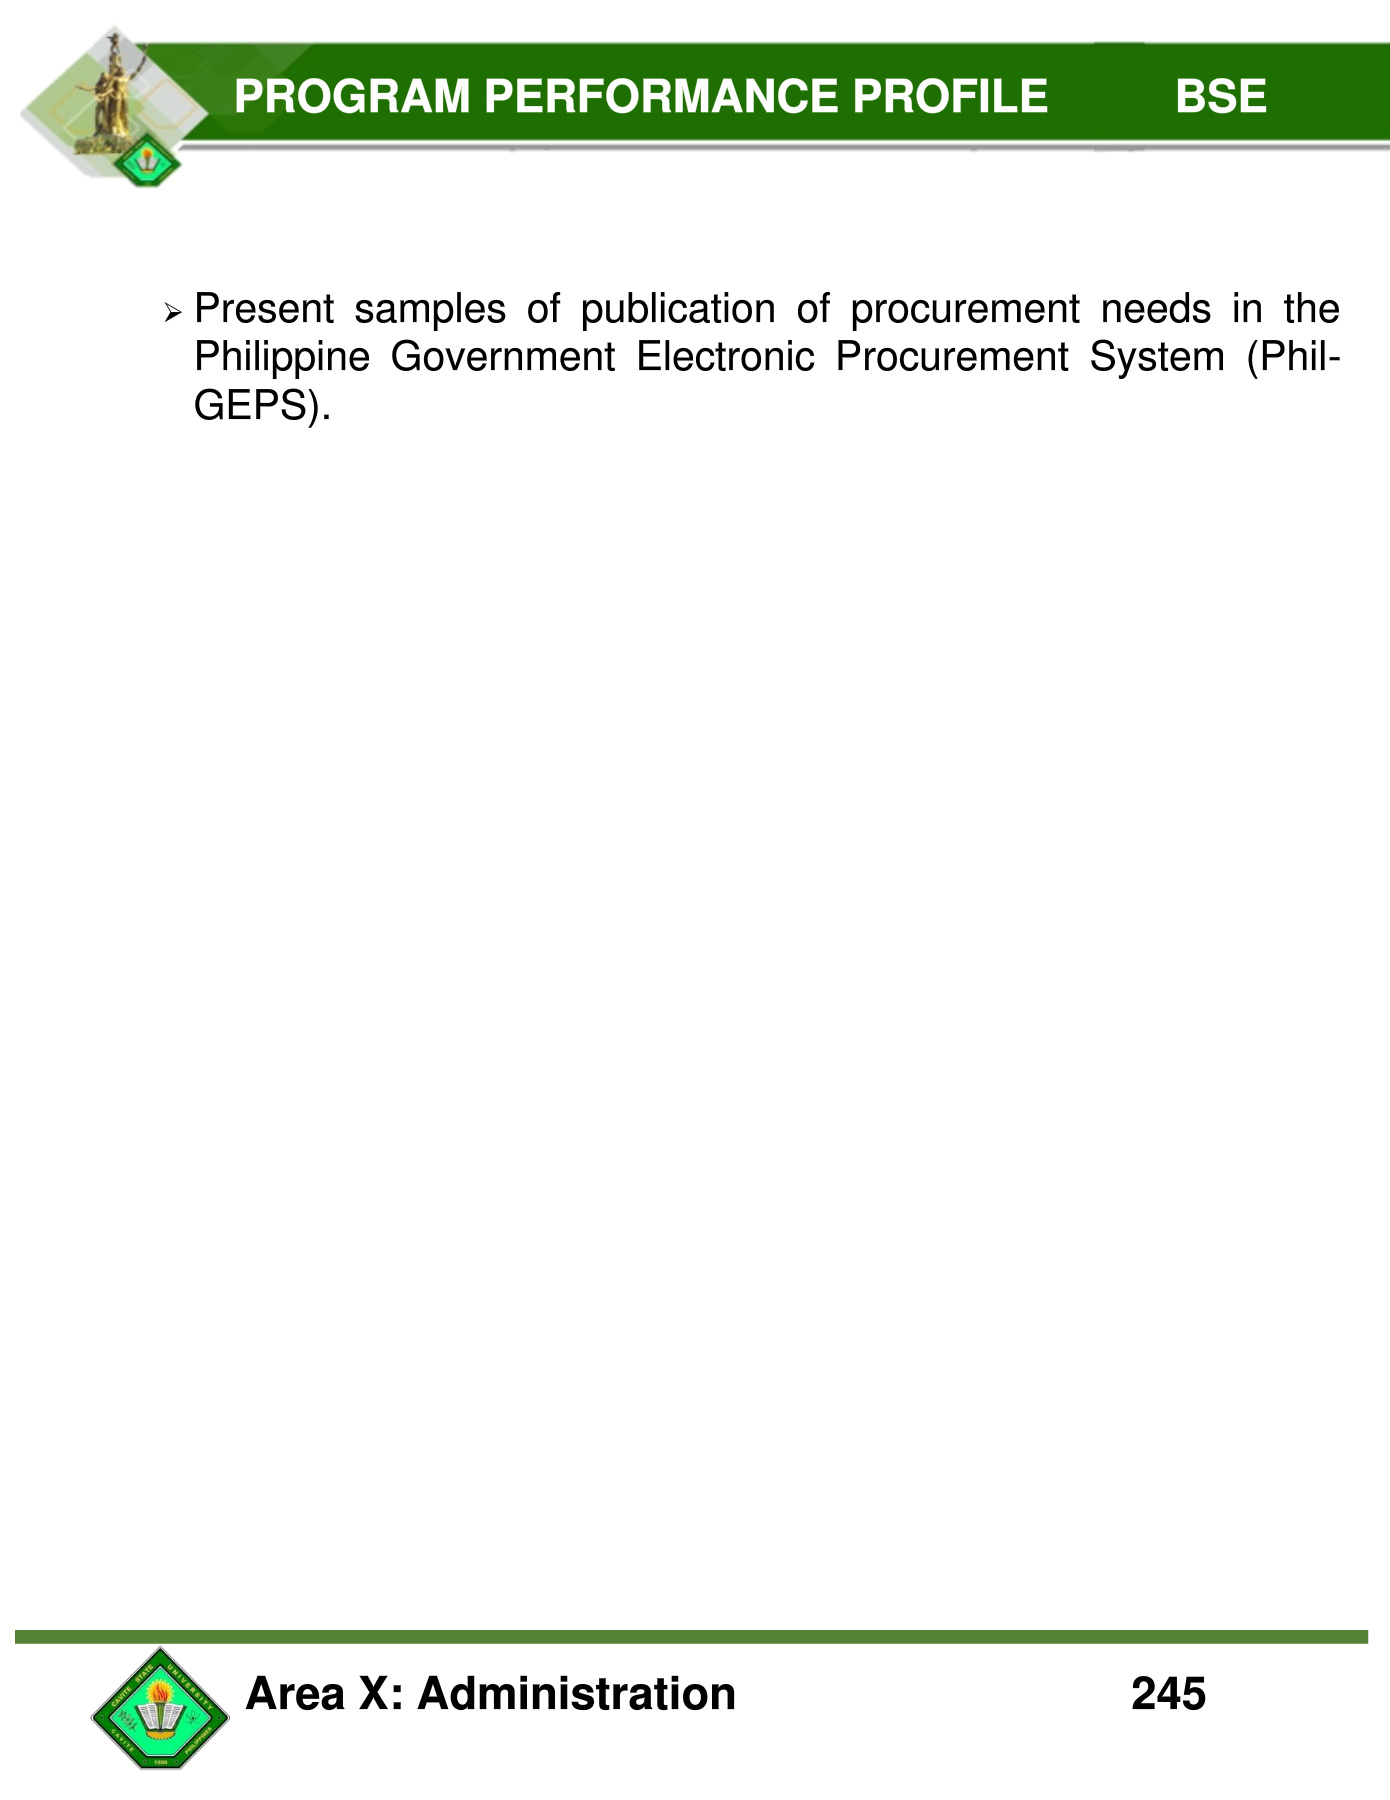 PROGRAM PERFORMANCE PROFILE BSE
➢ Present samples of publication of procurement needs in the
Philippine Government Electronic Procurement System (Phil-
GEPS).
CAVITE STATE UNIVERSITY
CAVITE 1906 PHILIPPINES
Area X: Administration 245